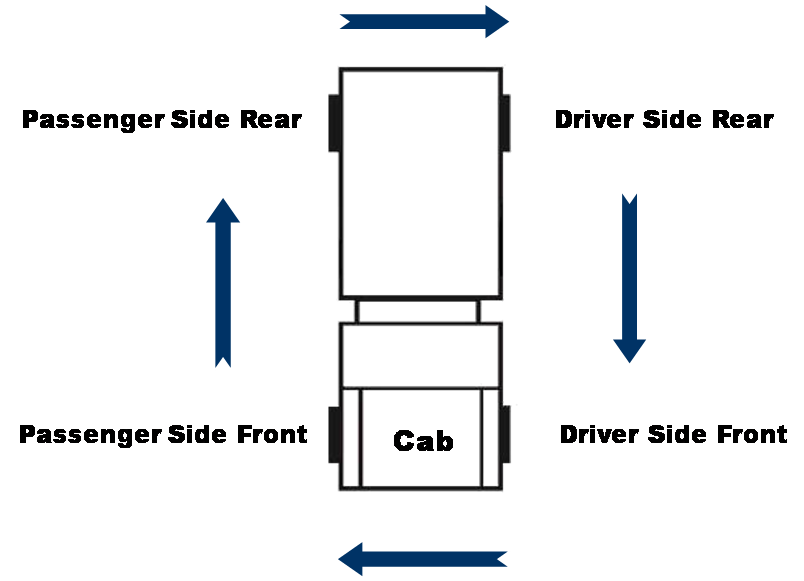 Passenger Side Rear
Driver Side Rear
Passenger Side Front
Cab
Driver Side Front